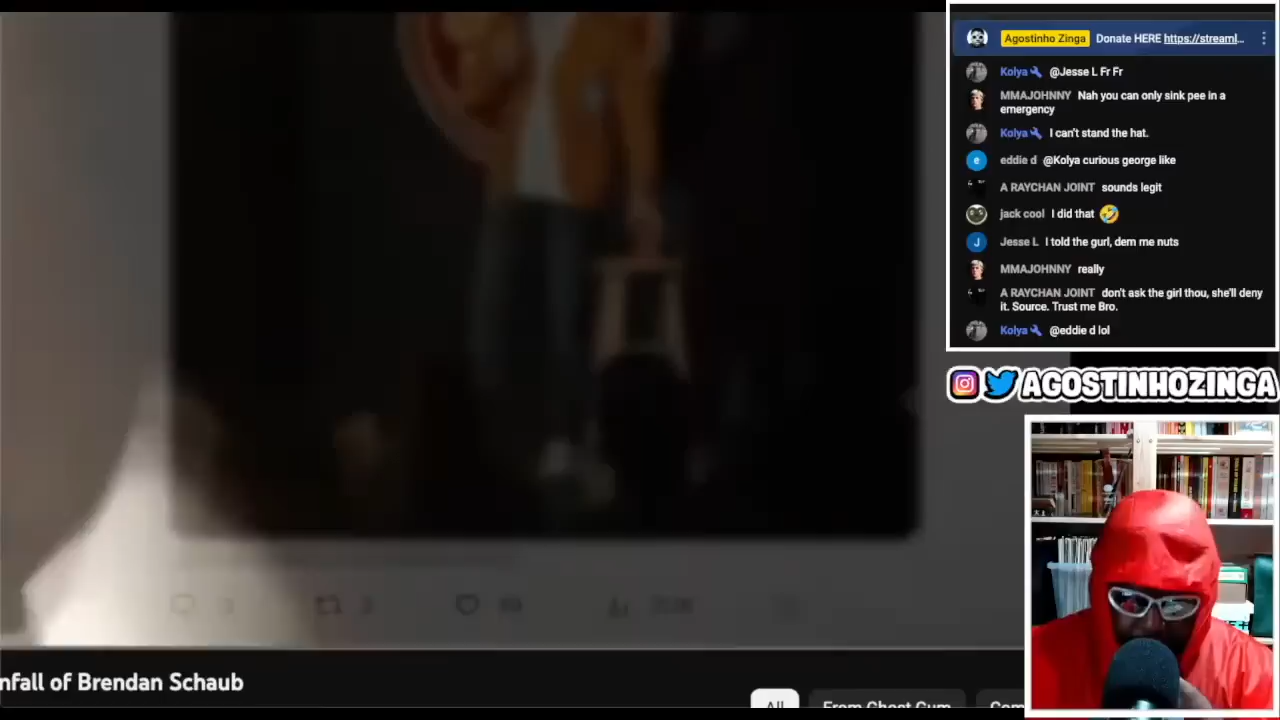 Agostinho Zinga Donate HERE https://streaml...
Kolya @Jesse L Fr Fr
MMAJOHNNY Nah you can only sink pee in a
emergency
Kolya I can't stand the hat.
eddie d @Kolya curious george like
A RAYCHAN JOINT sounds legit
jack cool I did that 🤣
Jesse L I told the gurl, dem me nuts
MMAJOHNNY really
A RAYCHAN JOINT don't ask the girl thou, she'll deny
it. Source. Trust me Bro.
Kolya @eddie d lol
AGOSTINHOZINGA
nfall of Brendan Schaub
All From Ghost Gum